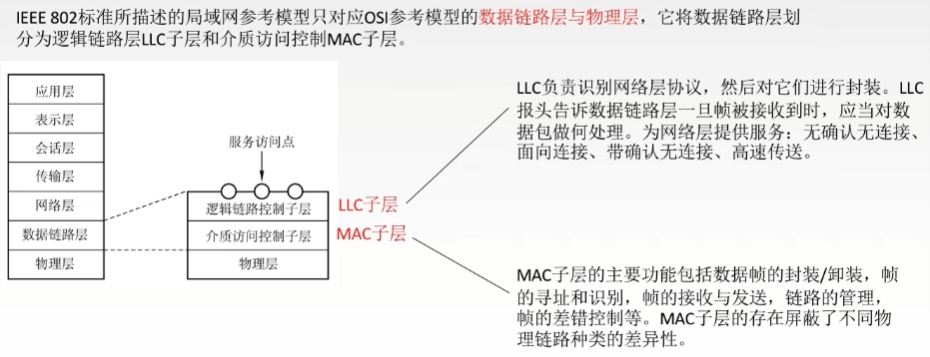 IEEE 802标准所描述的局域网参考模型只对应OSI参考模型的数据链路层与物理层，它将数据链路层划
分为逻辑链路层LLC子层和介质访问控制MAC子层。
应用层
表示层
会话层
传输层
网络层
数据链路层
物理层
服务访问点
逻辑链路控制子层
介质访问控制子层
物理层
LLC子层
MAC子层
LLC负责识别网络层协议，然后对它们进行封装。LLC
报头告诉数据链路层一旦帧被接收到时，应当对数
据包做何处理。为网络层提供服务：无确认无连接、
面向连接、带确认无连接、高速传送。
MAC子层的主要功能包括数据帧的封装/卸装，帧
的寻址和识别，帧的接收与发送，链路的管理，
帧的差错控制等。MAC子层的存在屏蔽了不同物
理链路种类的差异性。